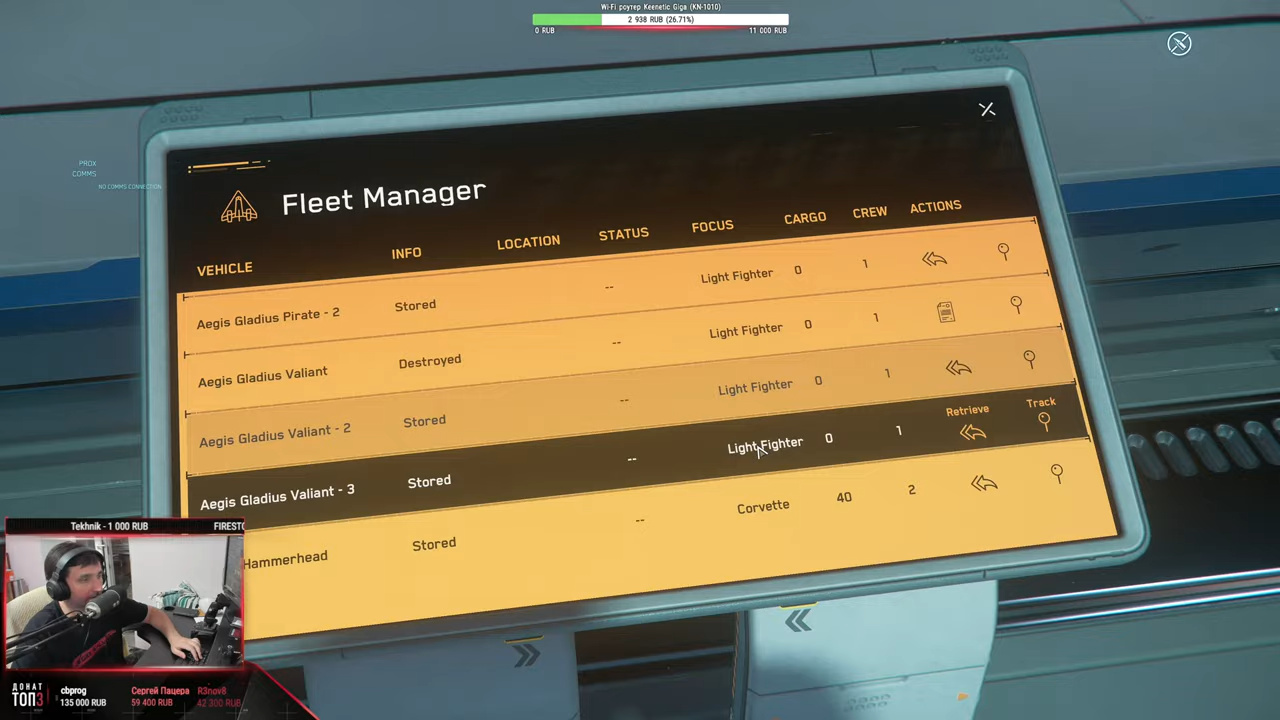 Wi-Fi роутер Keenetic Giga (KN-1010)
2 938 RUB (26.71%)
0 RUB 11 000 RUB
PROX
COMMS
NO COMMS CONNECTION
Fleet Manager
VEHICLE INFO LOCATION STATUS FOCUS CARGO CREW ACTIONS
Aegis Gladius Pirate - 2 Stored -- Light Fighter 0 1
Aegis Gladius Valiant Destroyed -- Light Fighter 0 1
Aegis Gladius Valiant - 2 Stored -- Light Fighter 0 1
Retrieve Track
Aegis Gladius Valiant - 3 Stored -- Light Fighter 0 1
Hammerhead Stored -- Corvette 40 2
Tekhnik - 1 000 RUB FIRESTO
ДОНАТ
ТОП3
cbprog Сергей Пацера R3nov8
135 000 RUB 59 400 RUB 42 300 RUB